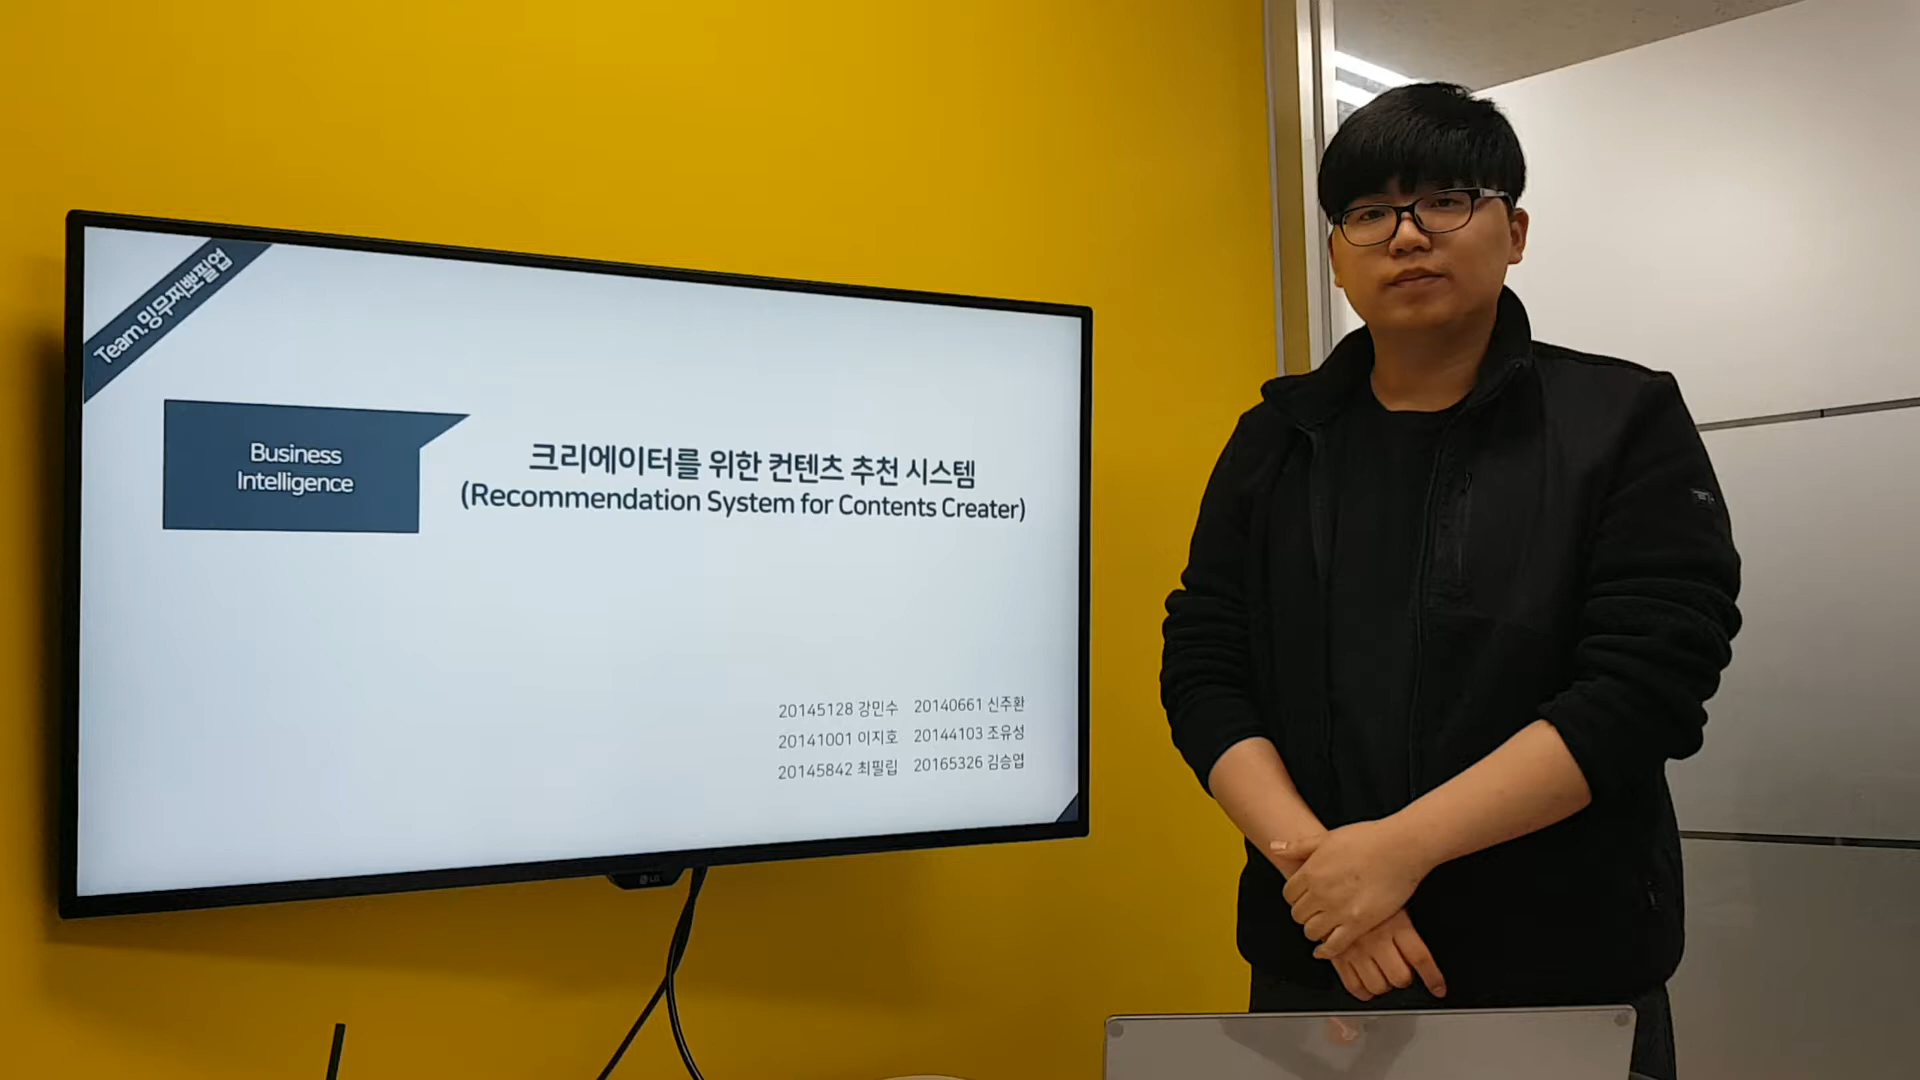 Team.밍무찌뽀필엽
Business
Intelligence
크리에이터를 위한 컨텐츠 추천 시스템
(Recommendation System for Contents Creater)
20145128 강민수 20140661 신주환
20141001 이지호 20144103 조유성
20145842 최필립 20165326 김승엽
LG